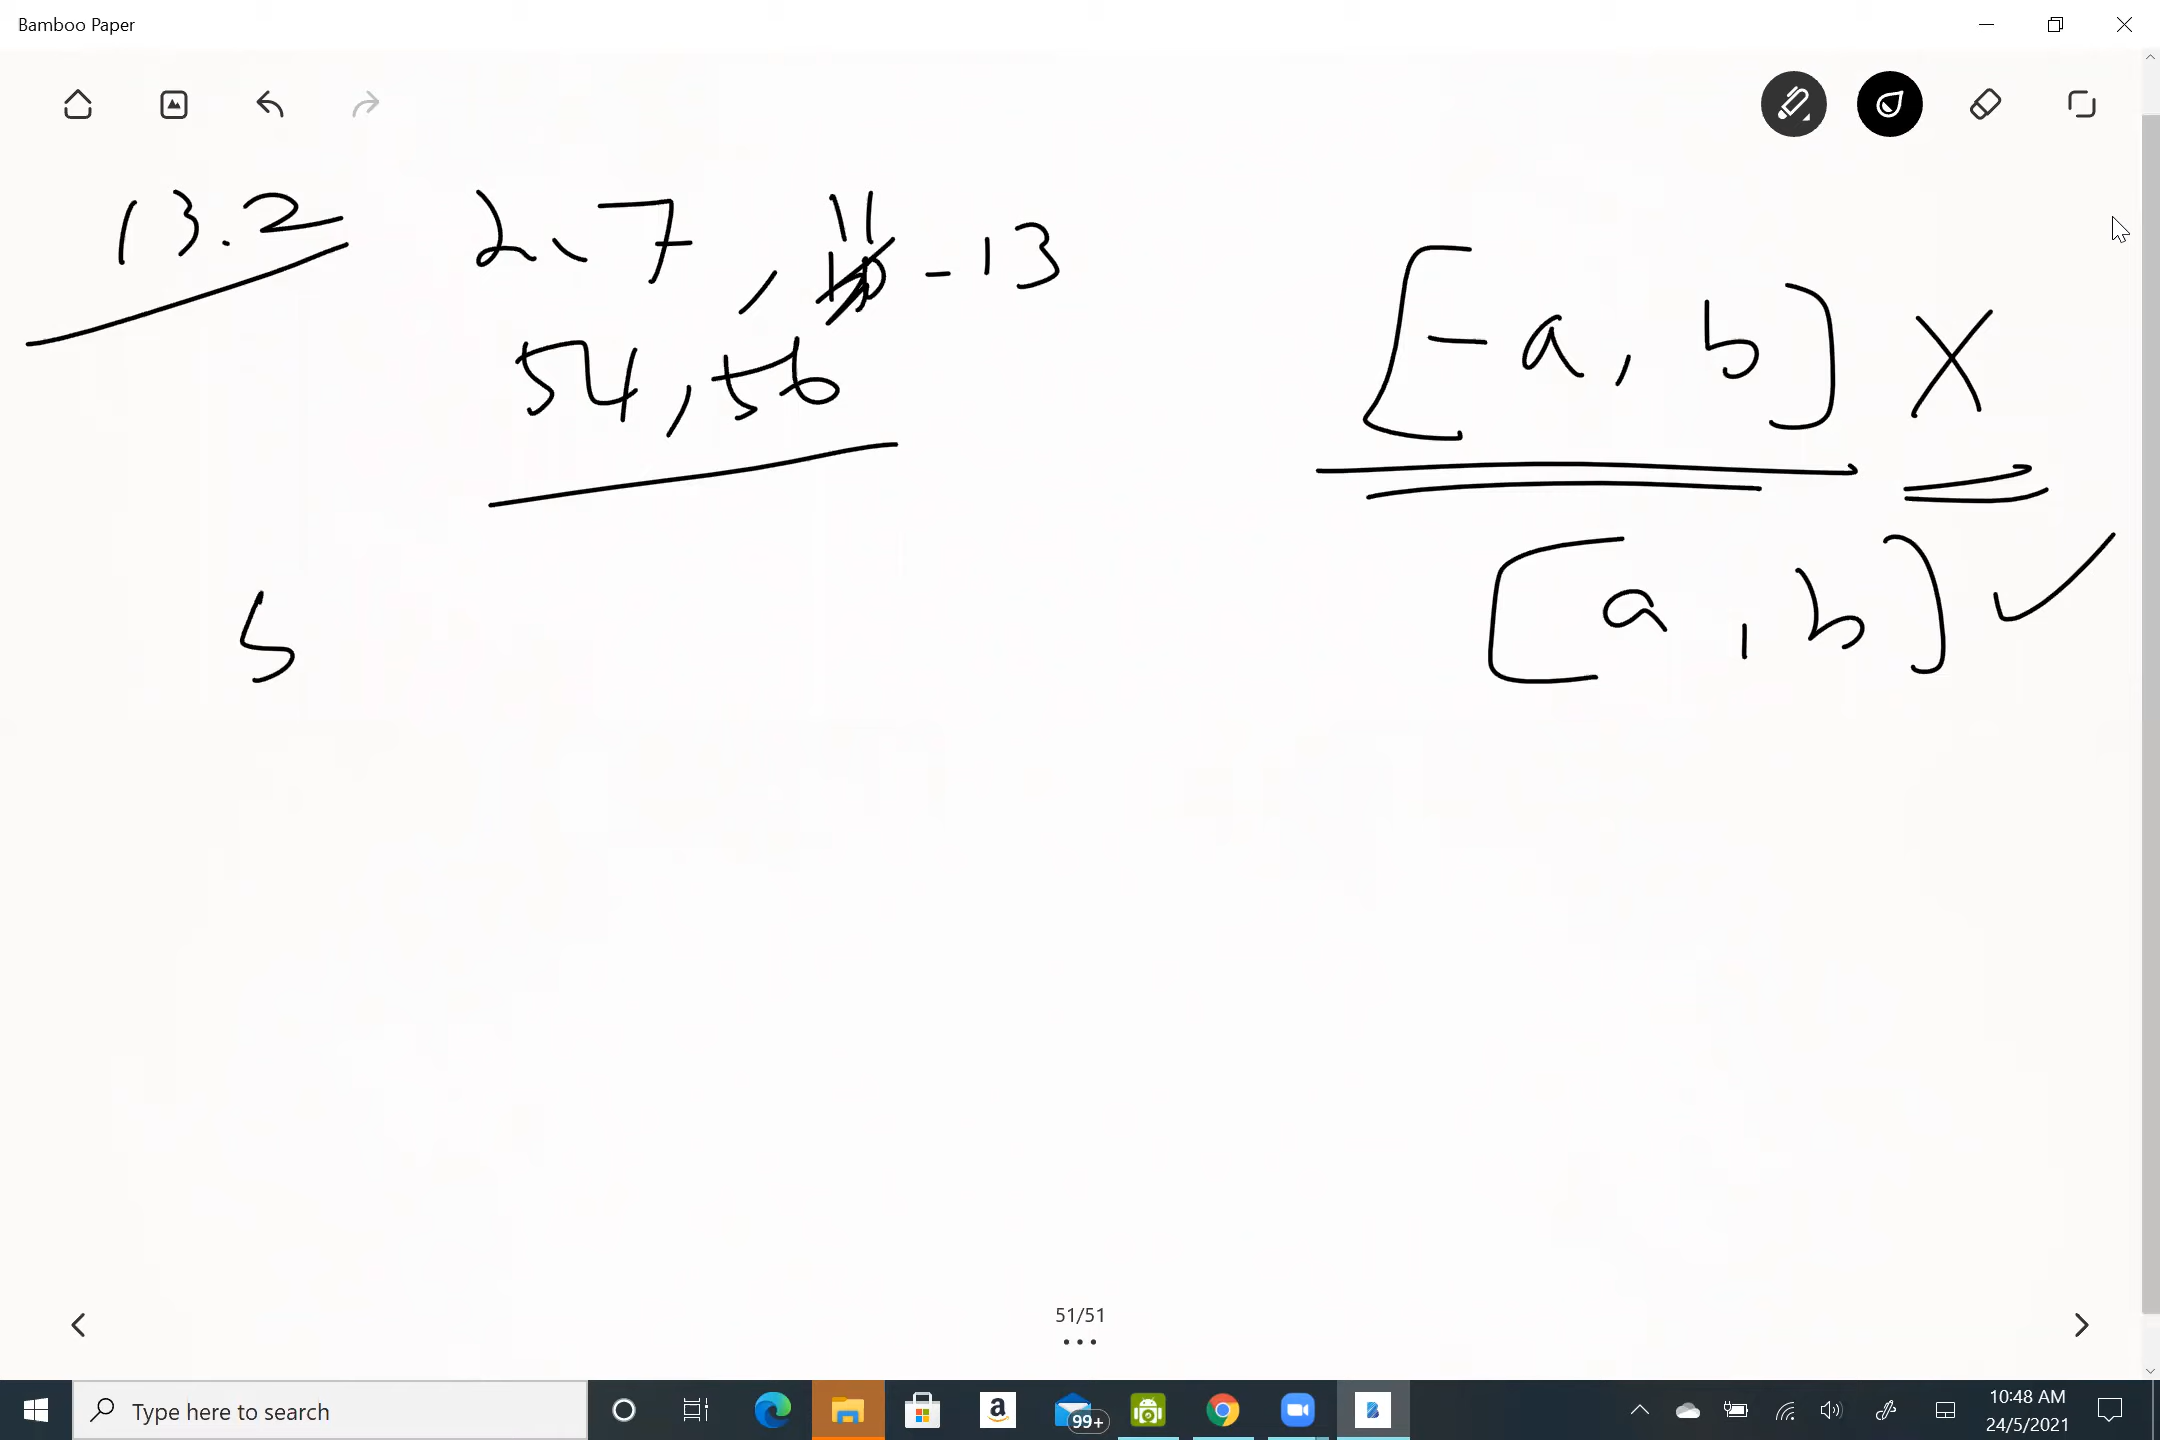 Bamboo Paper
13.2
2、7, 11 - 13
54, 56
[-a, b] X
[a, b] ✓
5
51/51
Type here to search
99+
10:48 AM
24/5/2021